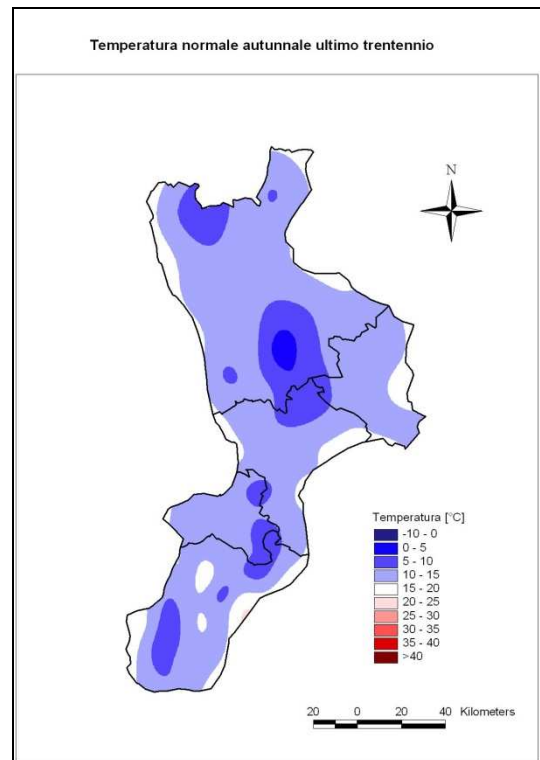 Temperatura normale autunnale ultimo trentennio
N
Temperatura [°C]
-10 - 0
0 - 5
5 - 10
10 - 15
15 - 20
20 - 25
25 - 30
30 - 35
35 - 40
>40
20 0 20 40 Kilometers